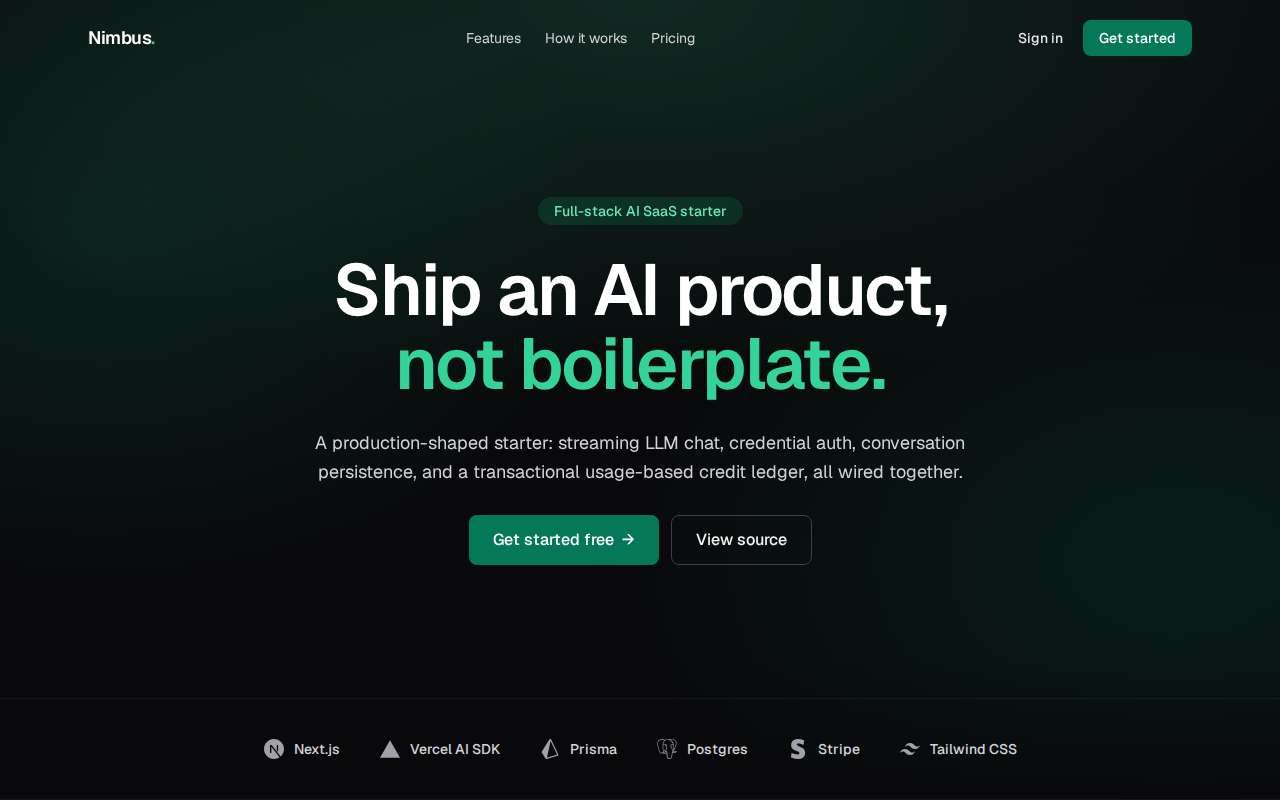 Nimbus.
Features
How it works
Pricing
Sign in
Get started
Full-stack AI SaaS starter
Ship an AI product,
not boilerplate.
A production-shaped starter: streaming LLM chat, credential auth, conversation
persistence, and a transactional usage-based credit ledger, all wired together.
Get started free →
View source
Next.js
Vercel AI SDK
Prisma
Postgres
Stripe
Tailwind CSS